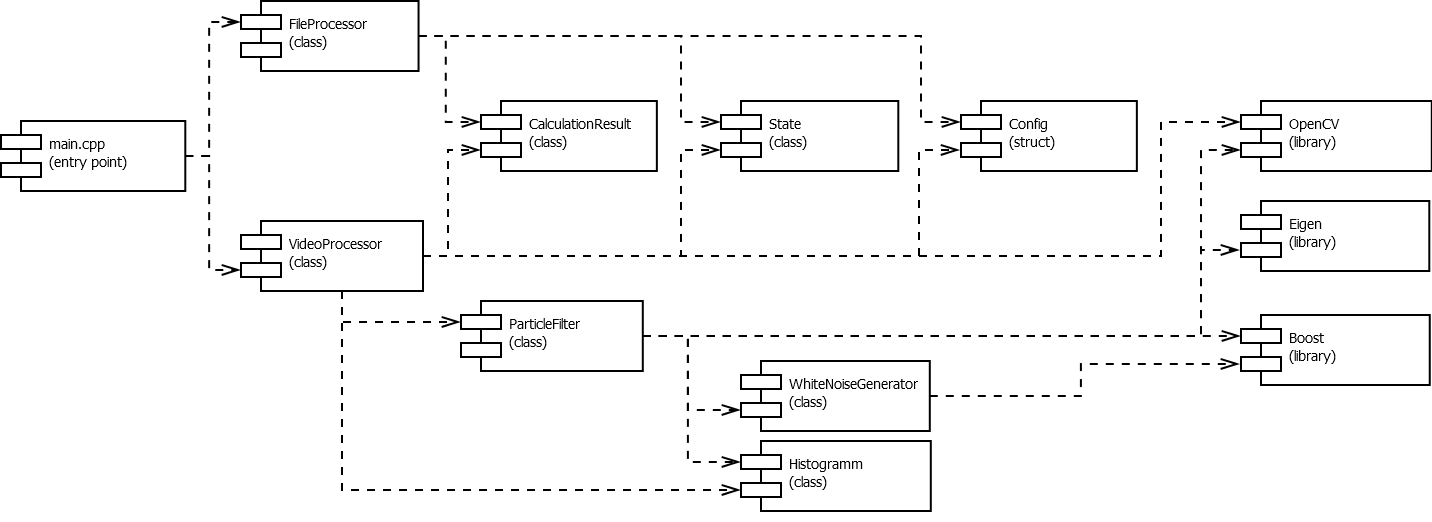 FileProcessor
(class)
main.cpp
(entry point)
CalculationResult
(class)
State
(class)
Config
(struct)
OpenCV
(library)
VideoProcessor
(class)
Eigen
(library)
ParticleFilter
(class)
Boost
(library)
WhiteNoiseGenerator
(class)
Histogramm
(class)